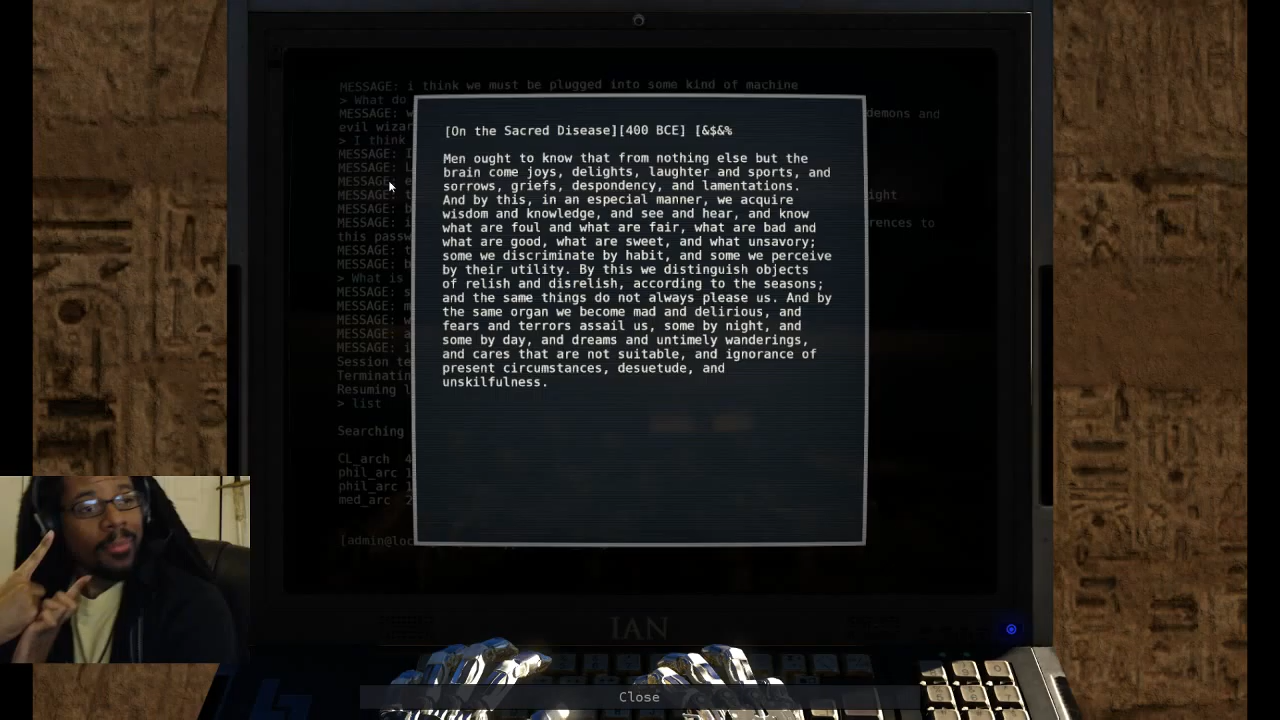 MESSAGE: i think we must be plugged into some kind of machine
> What do
MESSAGE: w
demons and
evil wizar
> I think
MESSAGE: I
MESSAGE: L
MESSAGE: e
MESSAGE: t
ight
MESSAGE: b
MESSAGE: i
rences to
this passw
MESSAGE: t
MESSAGE: h
> What is
MESSAGE: s
MESSAGE: m
MESSAGE: w
MESSAGE: a
MESSAGE: i
Session te
Terminatin
Resuming l
> list
Searching
CL_arch 4
phil_arc 1
phil_arc 1
med_arc 2
[admin@loc
[On the Sacred Disease][400 BCE] [&$&%
Men ought to know that from nothing else but the
brain come joys, delights, laughter and sports, and
sorrows, griefs, despondency, and lamentations.
And by this, in an especial manner, we acquire
wisdom and knowledge, and see and hear, and know
what are foul and what are fair, what are bad and
what are good, what are sweet, and what unsavory;
some we discriminate by habit, and some we perceive
by their utility. By this we distinguish objects
of relish and disrelish, according to the seasons;
and the same things do not always please us. And by
the same organ we become mad and delirious, and
fears and terrors assail us, some by night, and
some by day, and dreams and untimely wanderings,
and cares that are not suitable, and ignorance of
present circumstances, desuetude, and
unskilfulness.
IAN
Close